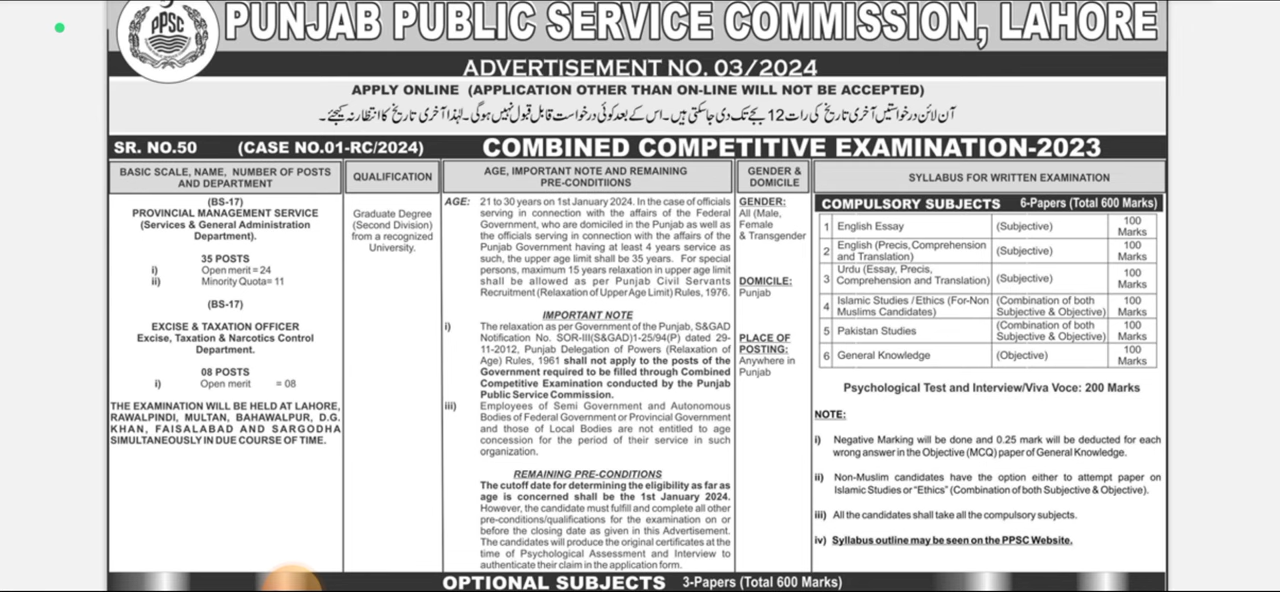 PPSC
PUNJAB PUBLIC SERVICE COMMISSION, LAHORE
ADVERTISEMENT NO. 03/2024
APPLY ONLINE (APPLICATION OTHER THAN ON-LINE WILL NOT BE ACCEPTED)
آن لائن درخواستیں آخری تاریخ کی رات 12 بجے تک دی جاسکتی ہیں۔ اس کے بعد کوئی درخواست قابل قبول نہیں ہوگی۔ لہٰذا آخری تاریخ کا انتظار نہ کیجئے۔
SR. NO.50 (CASE NO.01-RC/2024) COMBINED COMPETITIVE EXAMINATION-2023
BASIC SCALE, NAME, NUMBER OF POSTS
AND DEPARTMENT
(BS-17)
PROVINCIAL MANAGEMENT SERVICE
(Services & General Administration
Department).
35 POSTS
i) Open merit = 24
ii) Minority Quota= 11
(BS-17)
EXCISE & TAXATION OFFICER
Excise, Taxation & Narcotics Control
Department.
08 POSTS
i) Open merit = 08
THE EXAMINATION WILL BE HELD AT LAHORE,
RAWALPINDI, MULTAN, BAHAWALPUR, D.G.
KHAN, FAISALABAD AND SARGODHA
SIMULTANEOUSLY IN DUE COURSE OF TIME.
QUALIFICATION
Graduate Degree
(Second Division)
from a recognized
University.
AGE, IMPORTANT NOTE AND REMAINING
PRE-CONDITIIONS
AGE: 21 to 30 years on 1st January 2024. In the case of officials
serving in connection with the affairs of the Federal
Government, who are domiciled in the Punjab as well as
the officials serving in connection with the affairs of the
Punjab Government having at least 4 years service as
such, the upper age limit shall be 35 years. For special
persons, maximum 15 years relaxation in upper age limit
shall be allowed as per Punjab Civil Servants
Recruitment (Relaxation of Upper Age Limit) Rules, 1976.
IMPORTANT NOTE
i) The relaxation as per Government of the Punjab, S&GAD
Notification No. SOR-III(S&GAD)1-25/94(P) dated 29-
11-2012, Punjab Delegation of Powers (Relaxation of
Age) Rules, 1961 shall not apply to the posts of the
Government required to be filled through Combined
Competitive Examination conducted by the Punjab
Public Service Commission.
iii) Employees of Semi Government and Autonomous
Bodies of Federal Government or Provincial Government
and those of Local Bodies are not entitled to age
concession for the period of their service in such
organization.
REMAINING PRE-CONDITIONS
The cutoff date for determining the eligibility as far as
age is concerned shall be the 1st January 2024.
However, the candidate must fulfill and complete all other
pre-conditions/qualifications for the examination on or
before the closing date as given in this Advertisement.
The candidates will produce the original certificates at the
time of Psychological Assessment and Interview to
authenticate their claim in the application form.
GENDER &
DOMICILE
GENDER:
All (Male,
Female
& Transgender
DOMICILE:
Punjab
PLACE OF
POSTING:
Anywhere in
Punjab
SYLLABUS FOR WRITTEN EXAMINATION
COMPULSORY SUBJECTS 6-Papers (Total 600 Marks)
1 English Essay (Subjective) 100 Marks
2 English (Precis, Comprehension and Translation) (Subjective) 100 Marks
3 Urdu (Essay, Precis, Comprehension and Translation) (Subjective) 100 Marks
4 Islamic Studies / Ethics (For-Non Muslims Candidates) (Combination of both Subjective & Objective) 100 Marks
5 Pakistan Studies (Combination of both Subjective & Objective) 100 Marks
6 General Knowledge (Objective) 100 Marks
Psychological Test and Interview/Viva Voce: 200 Marks
NOTE:
i) Negative Marking will be done and 0.25 mark will be deducted for each
wrong answer in the Objective (MCQ) paper of General Knowledge.
ii) Non-Muslim candidates have the option either to attempt paper on
Islamic Studies or "Ethics" (Combination of both Subjective & Objective).
iii) All the candidates shall take all the compulsory subjects.
iv) Syllabus outline may be seen on the PPSC Website.
OPTIONAL SUBJECTS 3-Papers (Total 600 Marks)